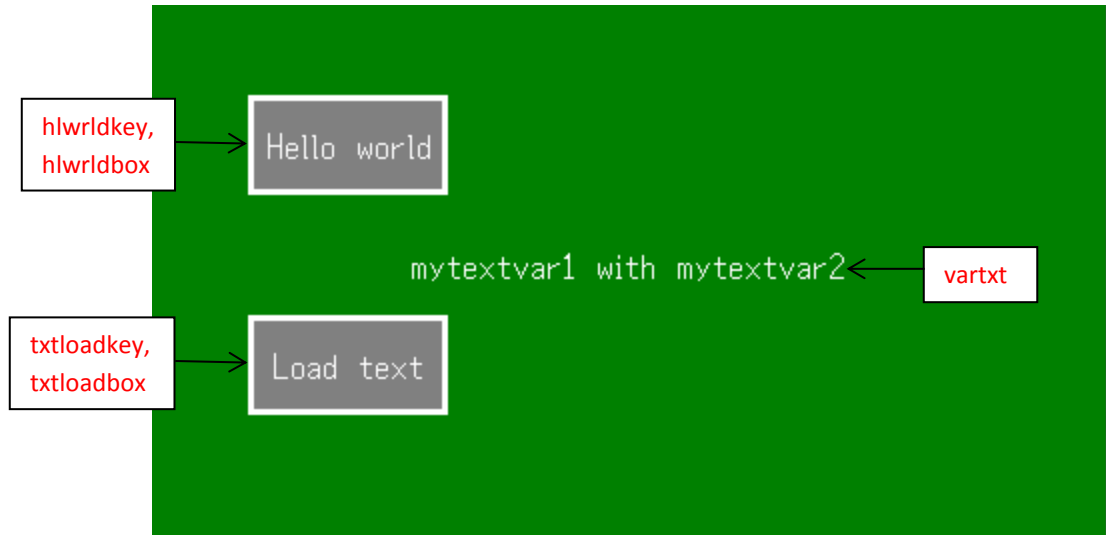 hlwrldkey,
hlwrldbox
Hello world
mytextvar1 with mytextvar2
vartxt
txtloadkey,
txtloadbox
Load text